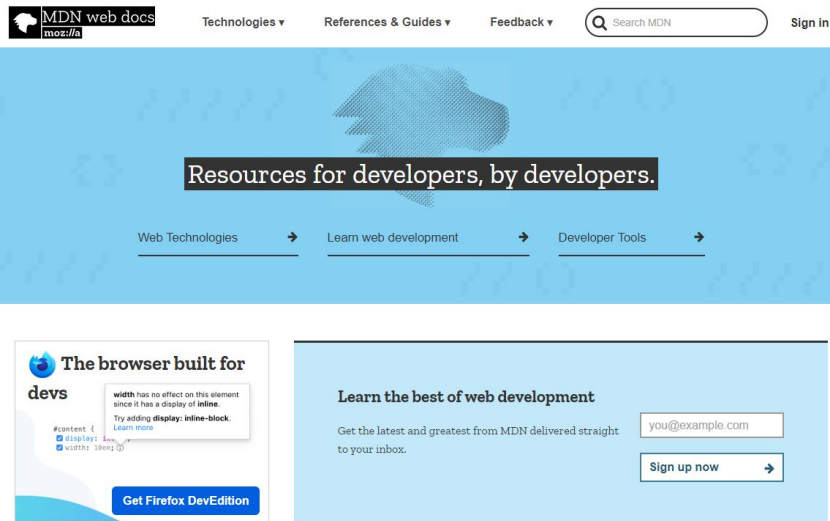 MDN web docs
moz://a
Technologies ▾
References & Guides ▾
Feedback ▾
Search MDN
Sign in
Resources for developers, by developers.
Web Technologies
Learn web development
Developer Tools
The browser built for
devs
width has no effect on this element
since it has a display of inline.
Try adding display: inline-block.
Learn more
#content {
display:
width: 10em;
Get Firefox DevEdition
Learn the best of web development
Get the latest and greatest from MDN delivered straight
to your inbox.
you@example.com
Sign up now